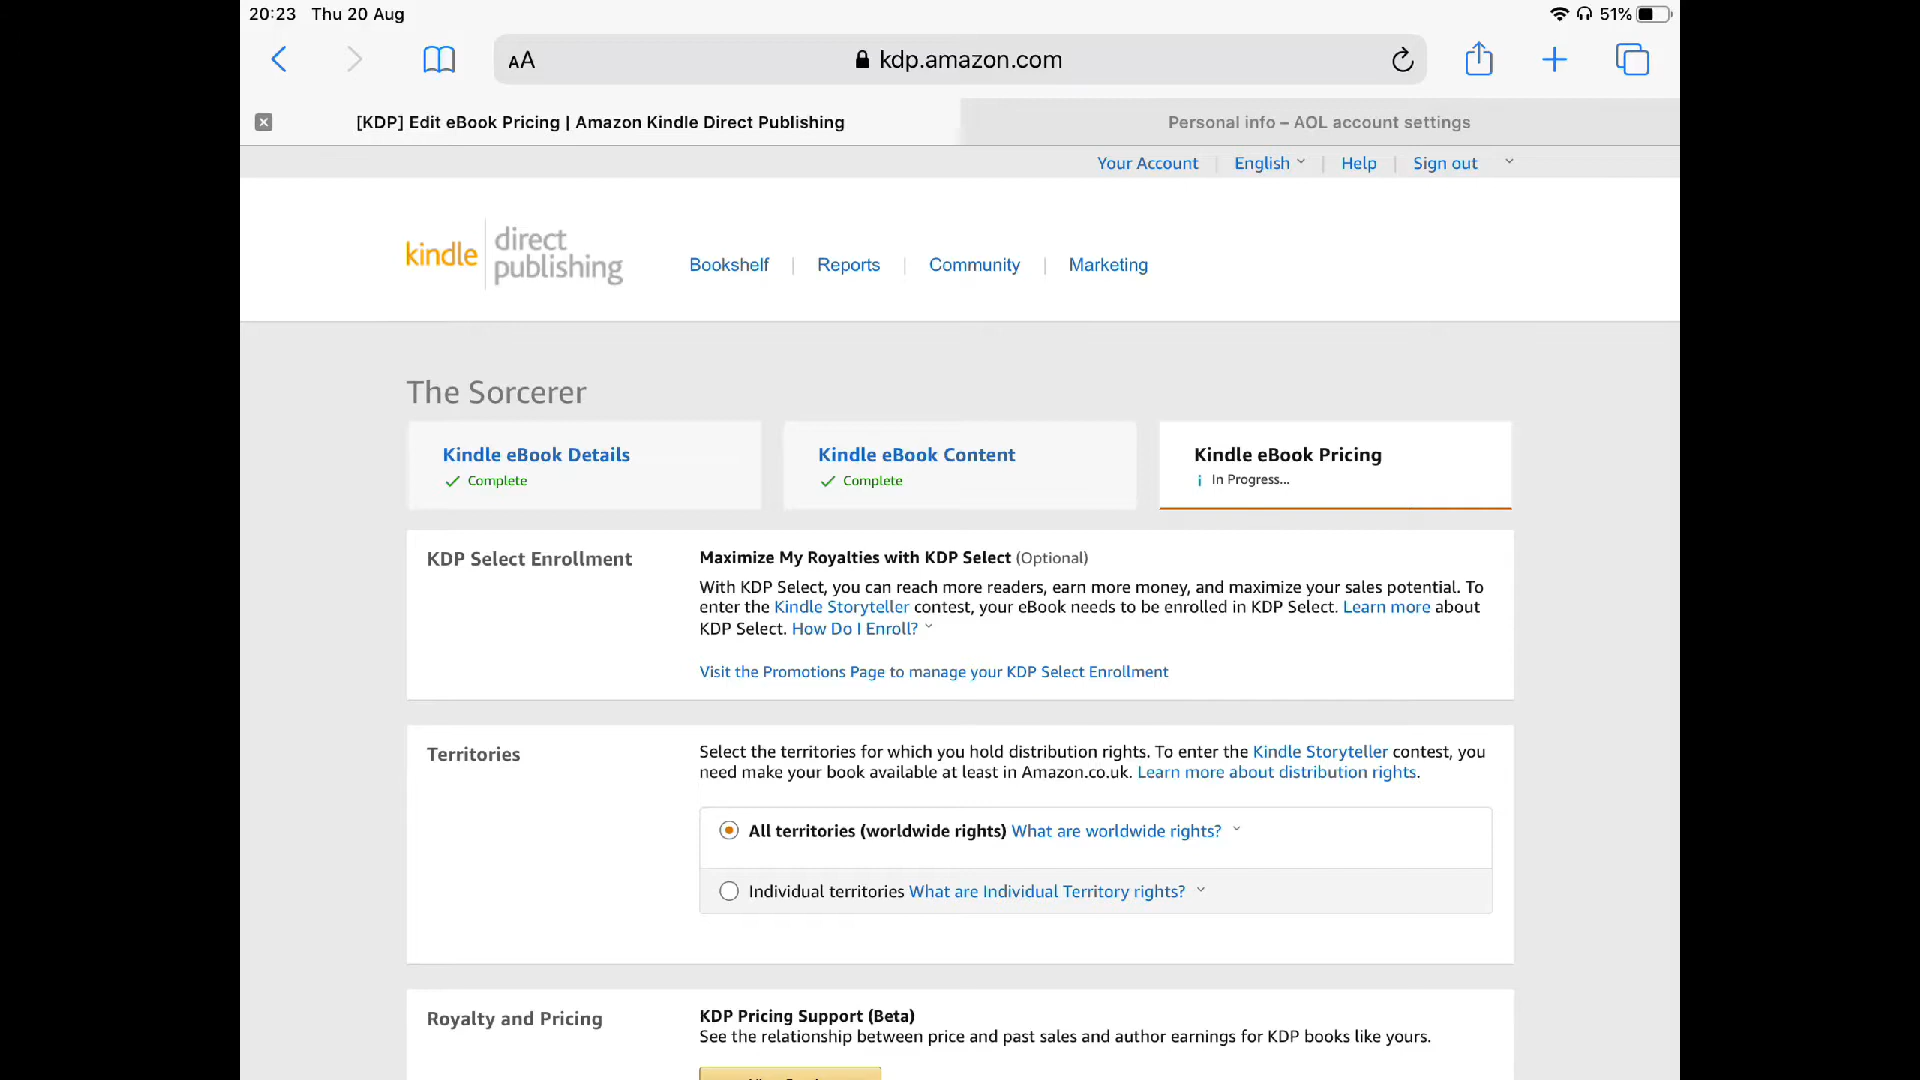 20:23 Thu 20 Aug 51%
AA kdp.amazon.com
[KDP] Edit eBook Pricing | Amazon Kindle Direct Publishing Personal info – AOL account settings
Your Account | English | Help | Sign out
kindle direct publishing
Bookshelf | Reports | Community | Marketing
The Sorcerer
Kindle eBook Details
Complete
Kindle eBook Content
Complete
Kindle eBook Pricing
i In Progress...
KDP Select Enrollment
Maximize My Royalties with KDP Select (Optional)
With KDP Select, you can reach more readers, earn more money, and maximize your sales potential. To
enter the Kindle Storyteller contest, your eBook needs to be enrolled in KDP Select. Learn more about
KDP Select. How Do I Enroll?
Visit the Promotions Page to manage your KDP Select Enrollment
Territories
Select the territories for which you hold distribution rights. To enter the Kindle Storyteller contest, you
need make your book available at least in Amazon.co.uk. Learn more about distribution rights.
All territories (worldwide rights) What are worldwide rights?
Individual territories What are Individual Territory rights?
Royalty and Pricing
KDP Pricing Support (Beta)
See the relationship between price and past sales and author earnings for KDP books like yours.